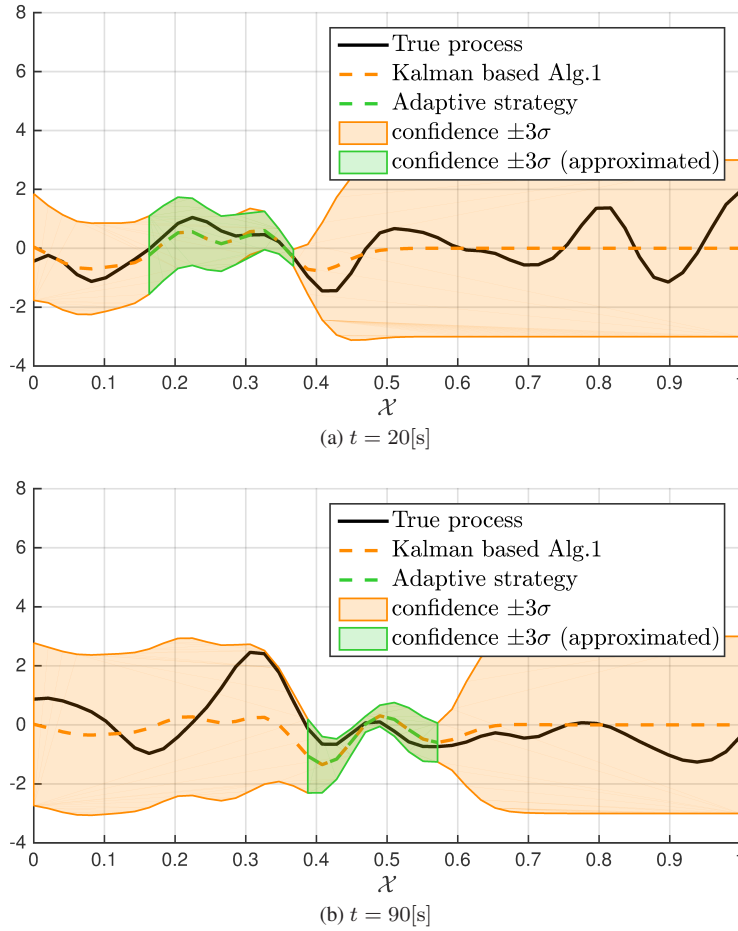 8
True process
Kalman based Alg.1
6
Adaptive strategy
4
confidence ±3σ
confidence ±3σ (approximated)
2
0
-2
-4
0 0.1 0.2 0.3 0.4 0.5 0.6 0.7 0.8 0.9 1
𝒳
(a) t = 20[s]
8
True process
Kalman based Alg.1
6
Adaptive strategy
4
confidence ±3σ
confidence ±3σ (approximated)
2
0
-2
-4
0 0.1 0.2 0.3 0.4 0.5 0.6 0.7 0.8 0.9
𝒳
(b) t = 90[s]